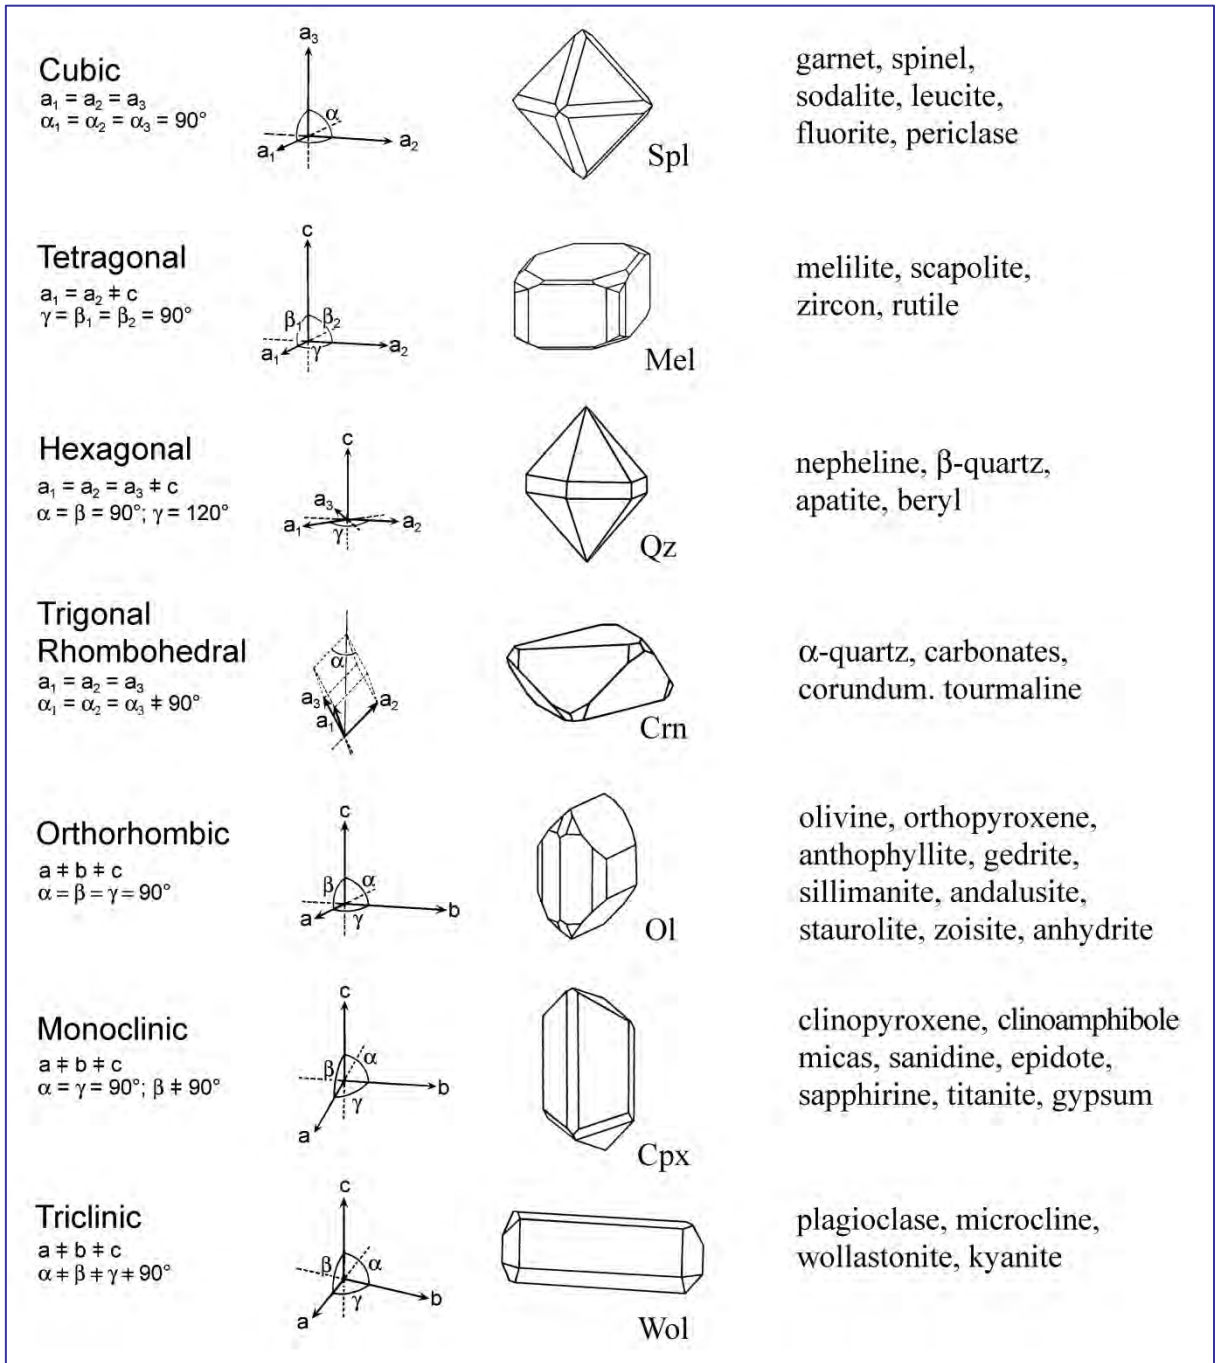 Cubic
a₁ = a₂ = a₃
α₁ = α₂ = α₃ = 90°
a₃
α
a₁
a₂
Spl
garnet, spinel,
sodalite, leucite,
fluorite, periclase
Tetragonal
a₁ = a₂ ≠ c
γ = β₁ = β₂ = 90°
c
β₁
β₂
a₁
γ
a₂
Mel
melilite, scapolite,
zircon, rutile
Hexagonal
a₁ = a₂ = a₃ ≠ c
α = β = 90°; γ = 120°
c
a₃
a₁
a₂
γ
Qz
nepheline, β-quartz,
apatite, beryl
Trigonal
Rhombohedral
a₁ = a₂ = a₃
α₁ = α₂ = α₃ ≠ 90°
α
a₃
a₂
a₁
Crn
α-quartz, carbonates,
corundum. tourmaline
Orthorhombic
a ≠ b ≠ c
α = β = γ = 90°
c
β
α
a
γ
b
Ol
olivine, orthopyroxene,
anthophyllite, gedrite,
sillimanite, andalusite,
staurolite, zoisite, anhydrite
Monoclinic
a ≠ b ≠ c
α = γ = 90°; β ≠ 90°
c
β
α
b
γ
a
Cpx
clinopyroxene, clinoamphibole
micas, sanidine, epidote,
sapphirine, titanite, gypsum
Triclinic
a ≠ b ≠ c
α ≠ β ≠ γ ≠ 90°
c
β
α
b
γ
a
Wol
plagioclase, microcline,
wollastonite, kyanite